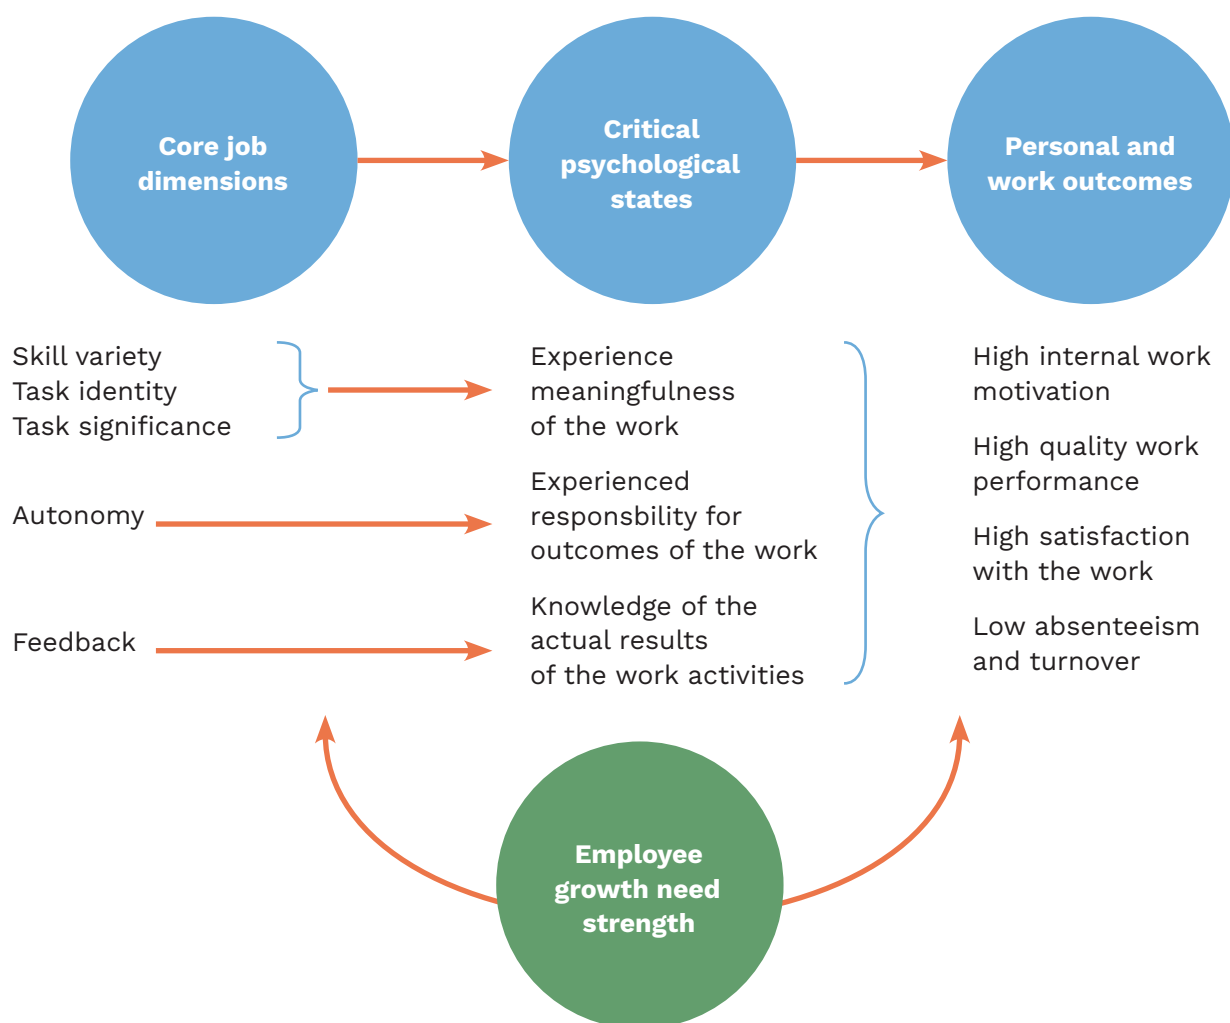 Core job
dimensions
Critical
psychological
states
Personal and
work outcomes
Skill variety
Task identity
Task significance
Autonomy
Feedback
Experience
meaningfulness
of the work
Experienced
responsbility for
outcomes of the work
Knowledge of the
actual results
of the work activities
High internal work
motivation
High quality work
performance
High satisfaction
with the work
Low absenteeism
and turnover
Employee
growth need
strength